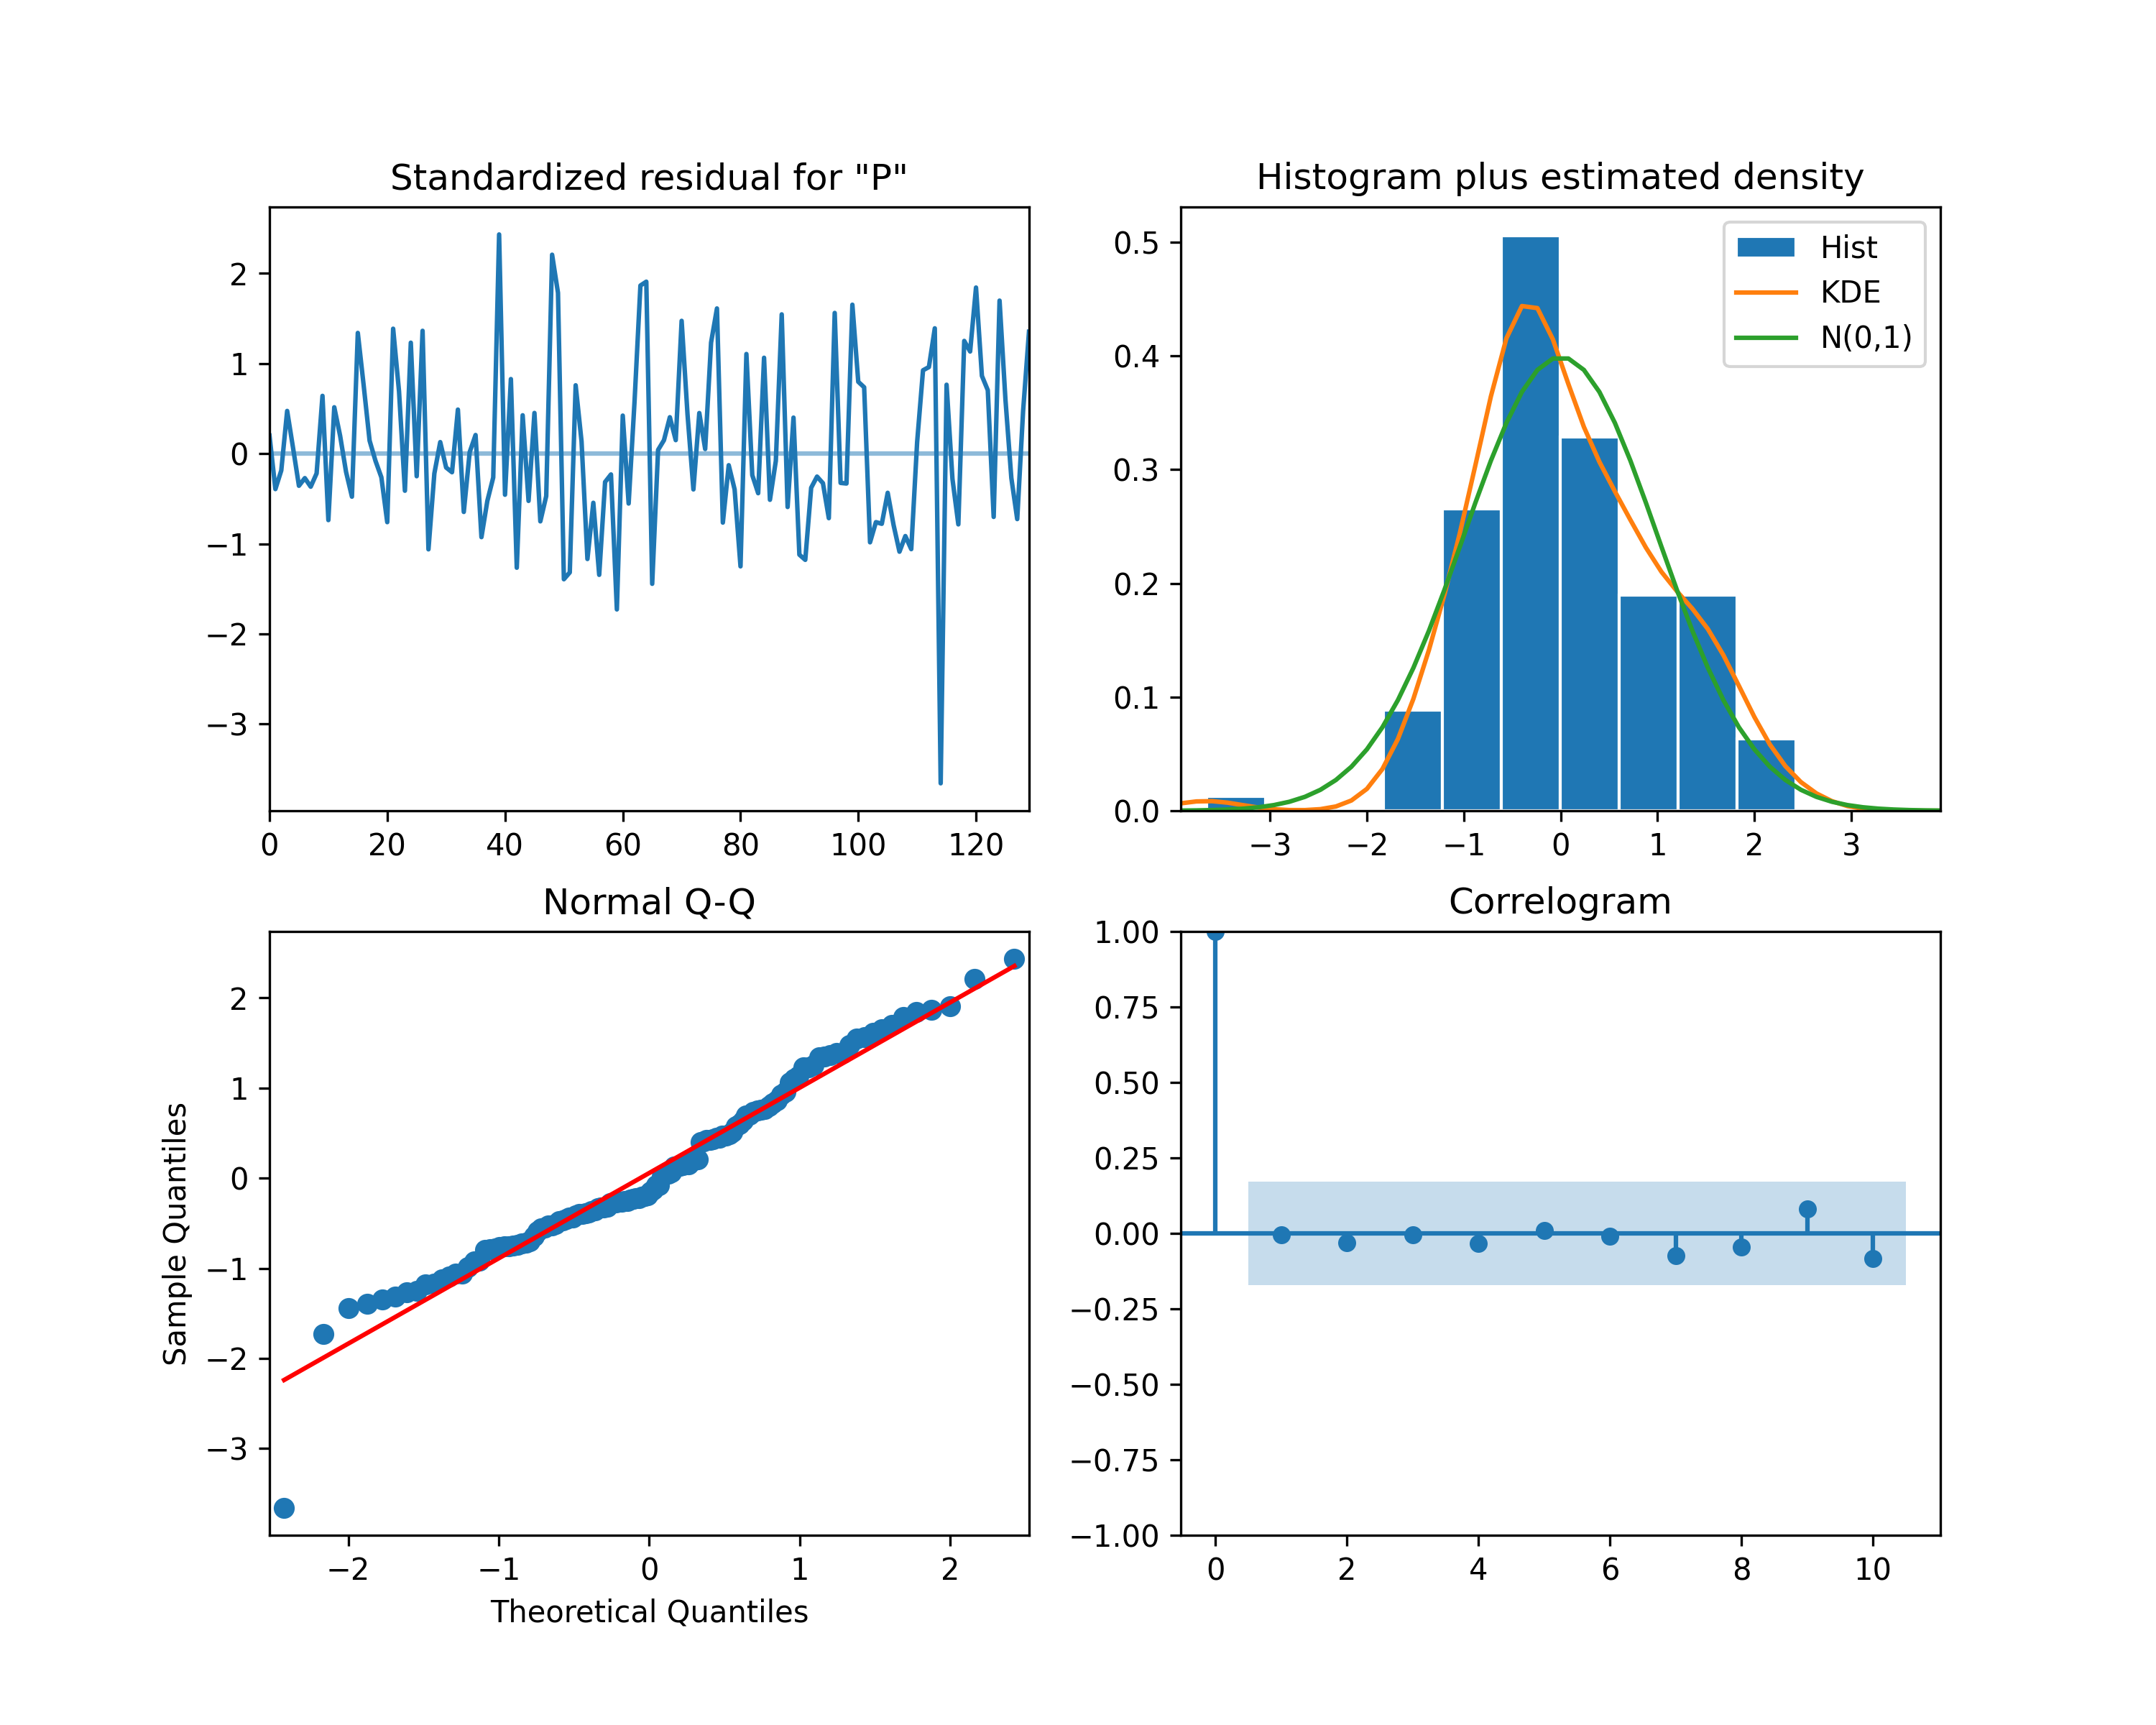 Standardized residual for "P"
2
1
0
−1
−2
−3
0 20 40 60 80 100 120
Histogram plus estimated density
0.5
0.4
0.3
0.2
0.1
0.0
−3 −2 −1 0 1 2 3
Hist
KDE
N(0,1)
Normal Q-Q
Sample Quantiles
2
1
0
−1
−2
−3
−2 −1 0 1 2
Theoretical Quantiles
Correlogram
1.00
0.75
0.50
0.25
0.00
−0.25
−0.50
−0.75
−1.00
0 2 4 6 8 10